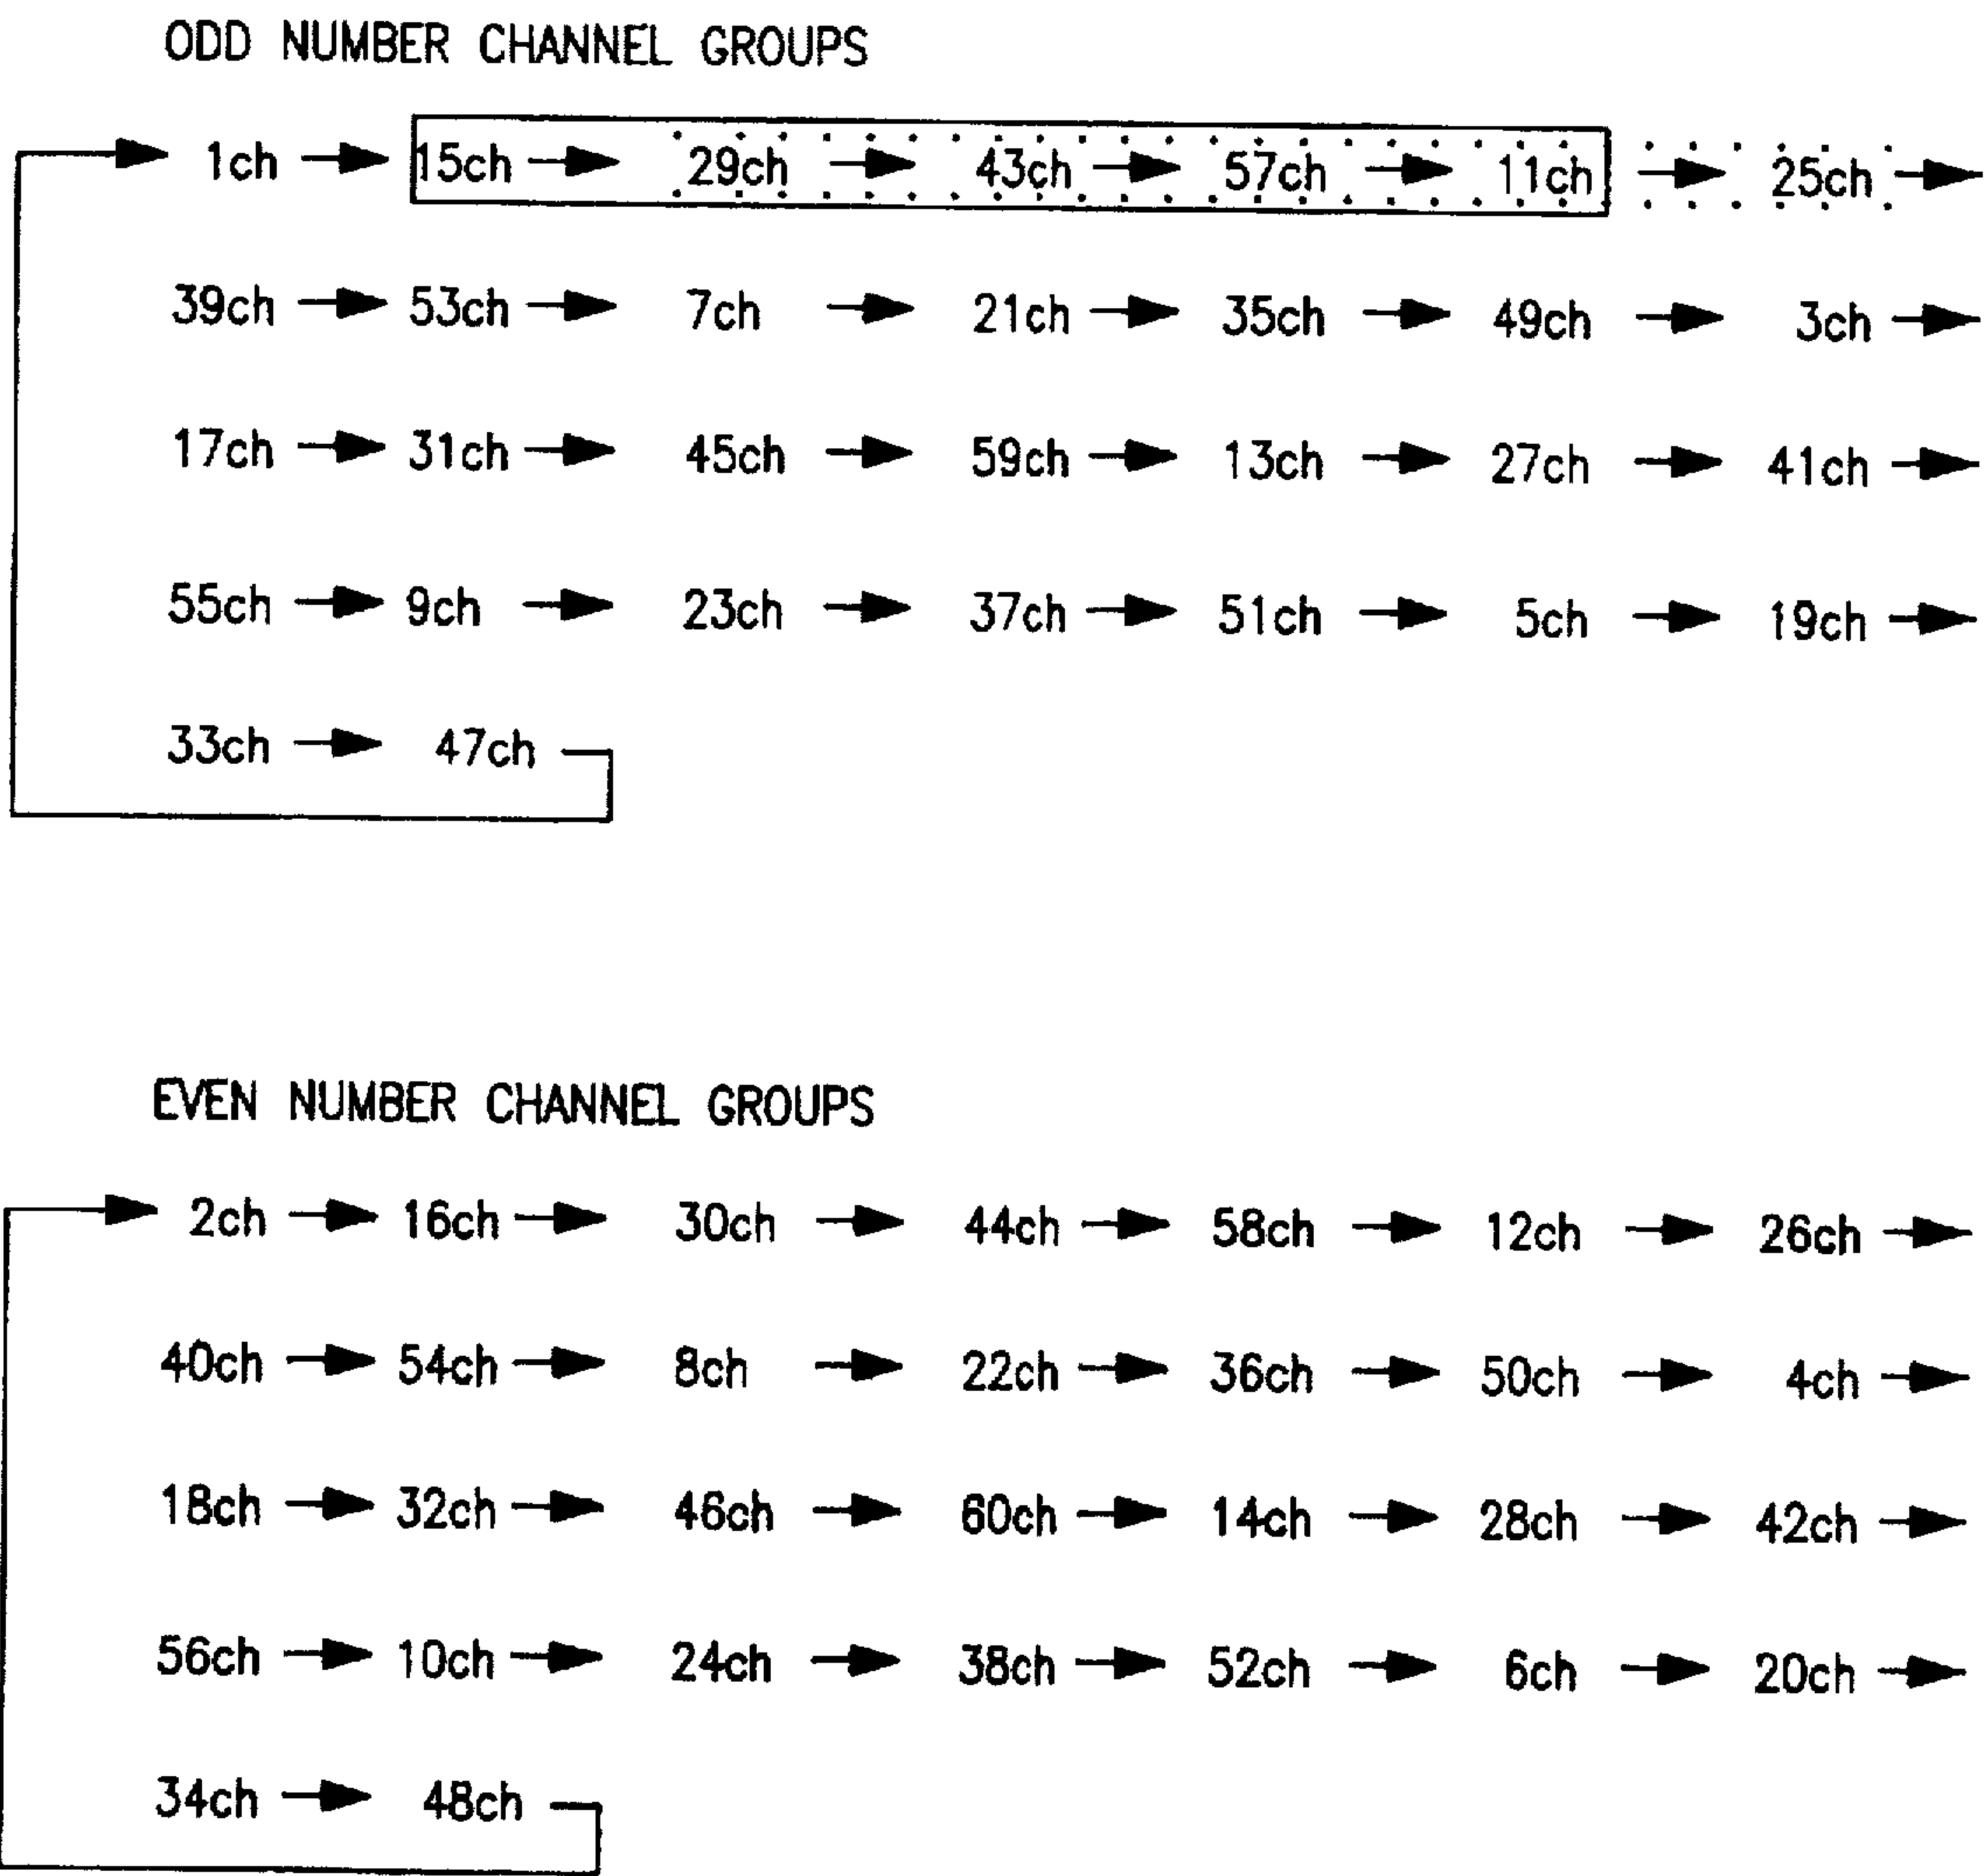 ODD NUMBER CHANNEL GROUPS
1ch 15ch 29ch 43ch 57ch 11ch 25ch
39ch 53ch 7ch 21ch 35ch 49ch 3ch
17ch 31ch 45ch 59ch 13ch 27ch 41ch
55ch 9ch 23ch 37ch 51ch 5ch 19ch
33ch 47ch
EVEN NUMBER CHANNEL GROUPS
2ch 16ch 30ch 44ch 58ch 12ch 26ch
40ch 54ch 8ch 22ch 36ch 50ch 4ch
18ch 32ch 46ch 60ch 14ch 28ch 42ch
56ch 10ch 24ch 38ch 52ch 6ch 20ch
34ch 48ch